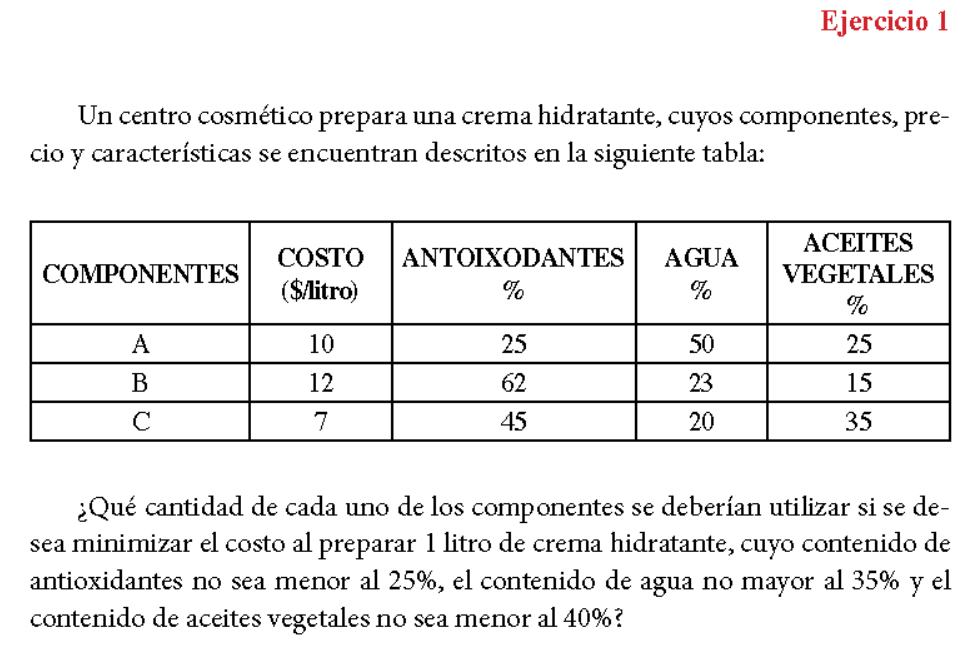 Ejercicio 1
Un centro cosmético prepara una crema hidratante, cuyos componentes, pre-
cio y características se encuentran descritos en la siguiente tabla:
COMPONENTES COSTO ($/litro) ANTOIXODANTES % AGUA % ACEITES VEGETALES %
A 10 25 50 25
B 12 62 23 15
C 7 45 20 35
¿Qué cantidad de cada uno de los componentes se deberían utilizar si se de-
sea minimizar el costo al preparar 1 litro de crema hidratante, cuyo contenido de
antioxidantes no sea menor al 25%, el contenido de agua no mayor al 35% y el
contenido de aceites vegetales no sea menor al 40%?